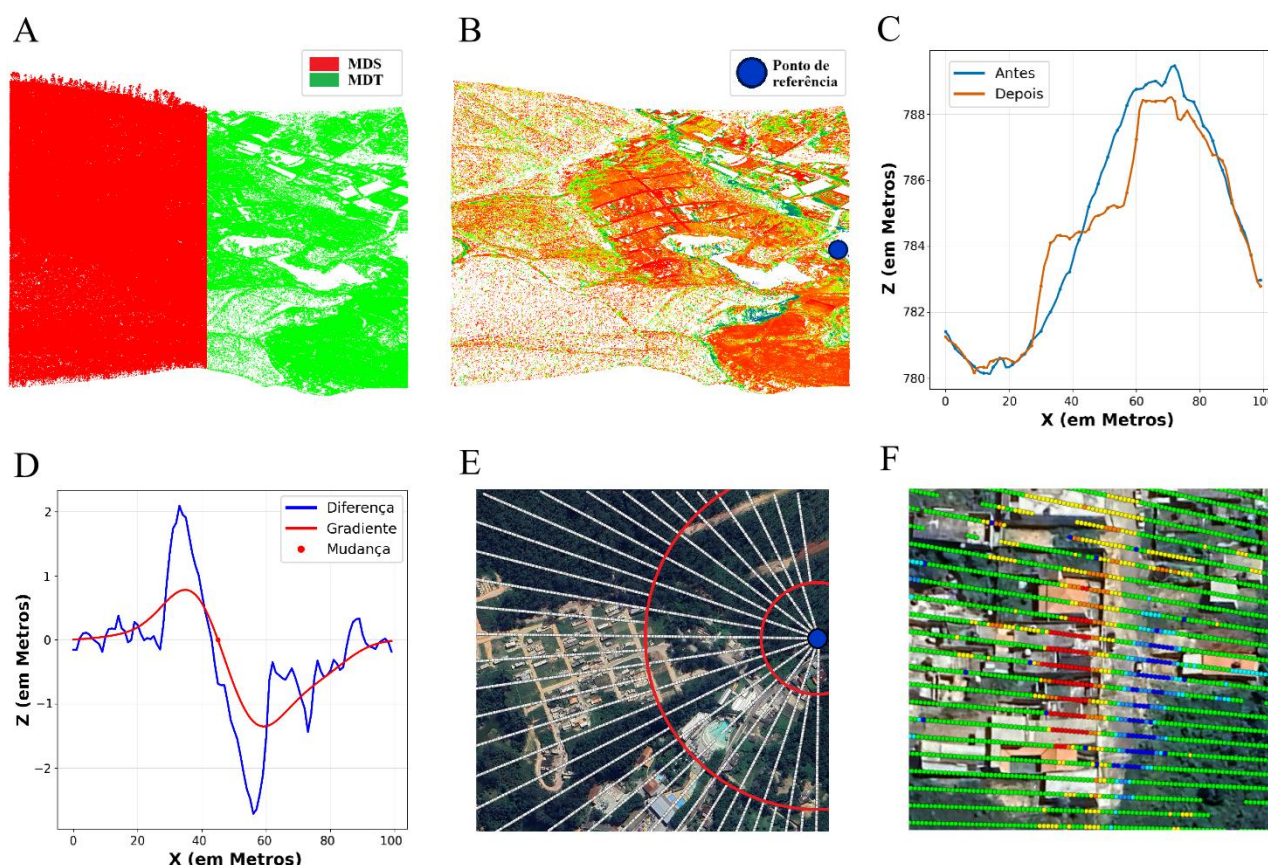 A
MDS
MDT
B
Ponto de
referência
C
Antes
Depois
Z (em Metros)
788
786
784
782
780
0 20 40 60 80 100
X (em Metros)
D
Diferença
Gradiente
Mudança
Z (em Metros)
2
1
0
−1
−2
0 20 40 60 80 100
X (em Metros)
E
F